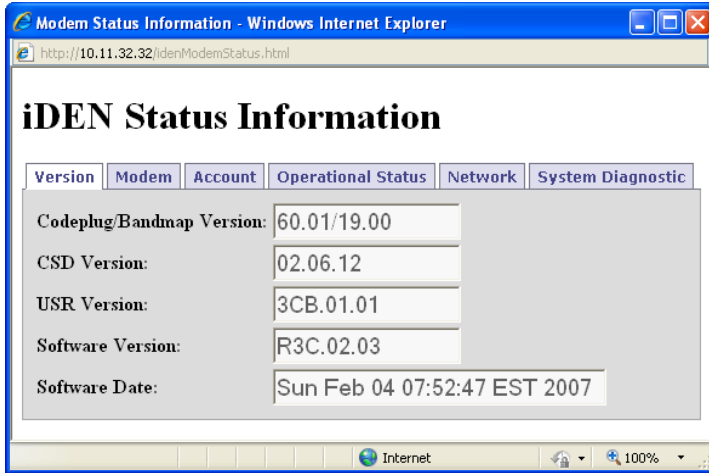 Modem Status Information - Windows Internet Explorer
http://10.11.32.32/idenModemStatus.html
iDEN Status Information
Version Modem Account Operational Status Network System Diagnostic
Codeplug/Bandmap Version: 60.01/19.00
CSD Version: 02.06.12
USR Version: 3CB.01.01
Software Version: R3C.02.03
Software Date: Sun Feb 04 07:52:47 EST 2007
Internet 100%